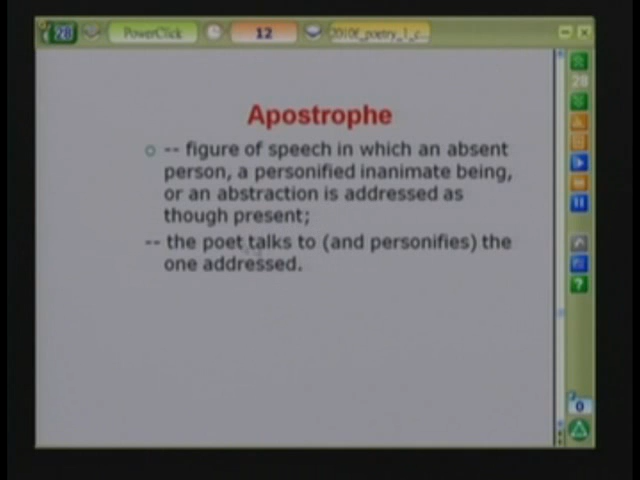 28 PowerClick 12 2010f_poetry_1_c...
Apostrophe
-- figure of speech in which an absent
person, a personified inanimate being,
or an abstraction is addressed as
though present;
-- the poet talks to (and personifies) the
one addressed.
28
?
0